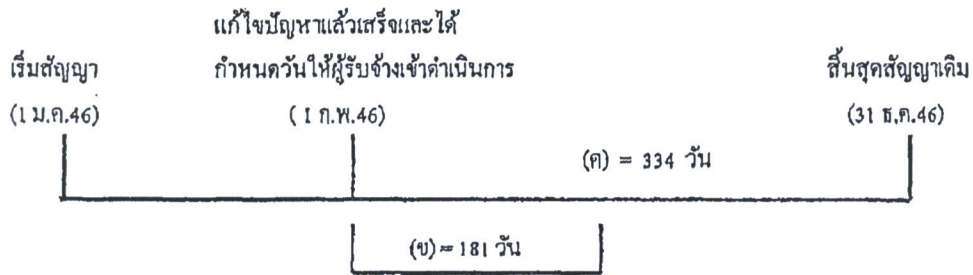 แก้ไขปัญหาแล้วเสร็จและได้
เริ่มสัญญา กำหนดวันให้ผู้รับจ้างเข้าดำเนินการ สิ้นสุดสัญญาเดิม
(1 ม.ค.46) ( 1 ก.พ.46) (31 ธ.ค.46)
(ค) = 334 วัน
(ข) = 181 วัน